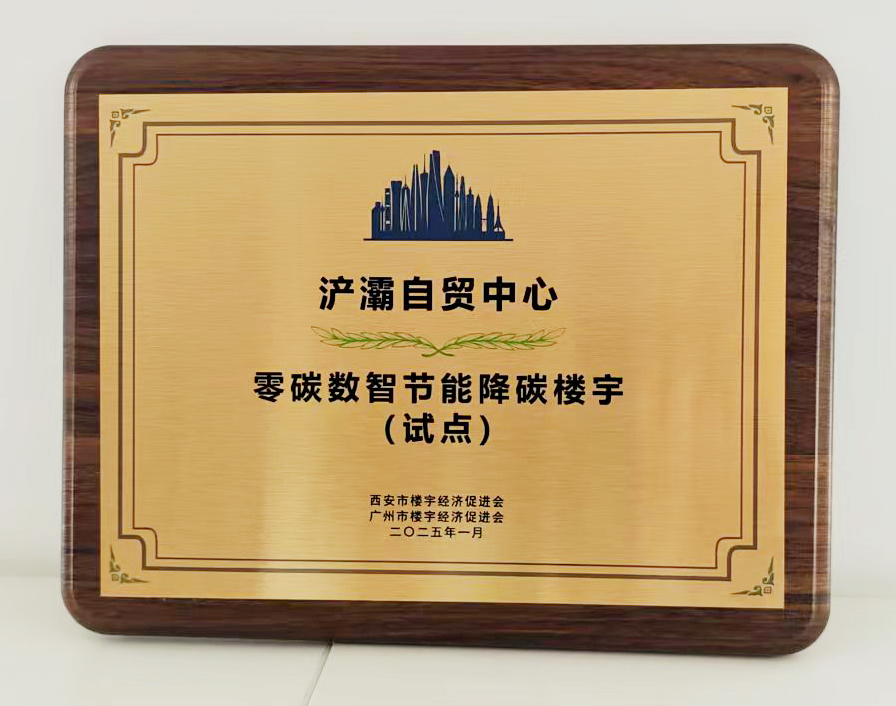 浐灞自贸中心
零碳数智节能降碳楼宇
（试点）
西安市楼宇经济促进会
广州市楼宇经济促进会
二〇二五年一月